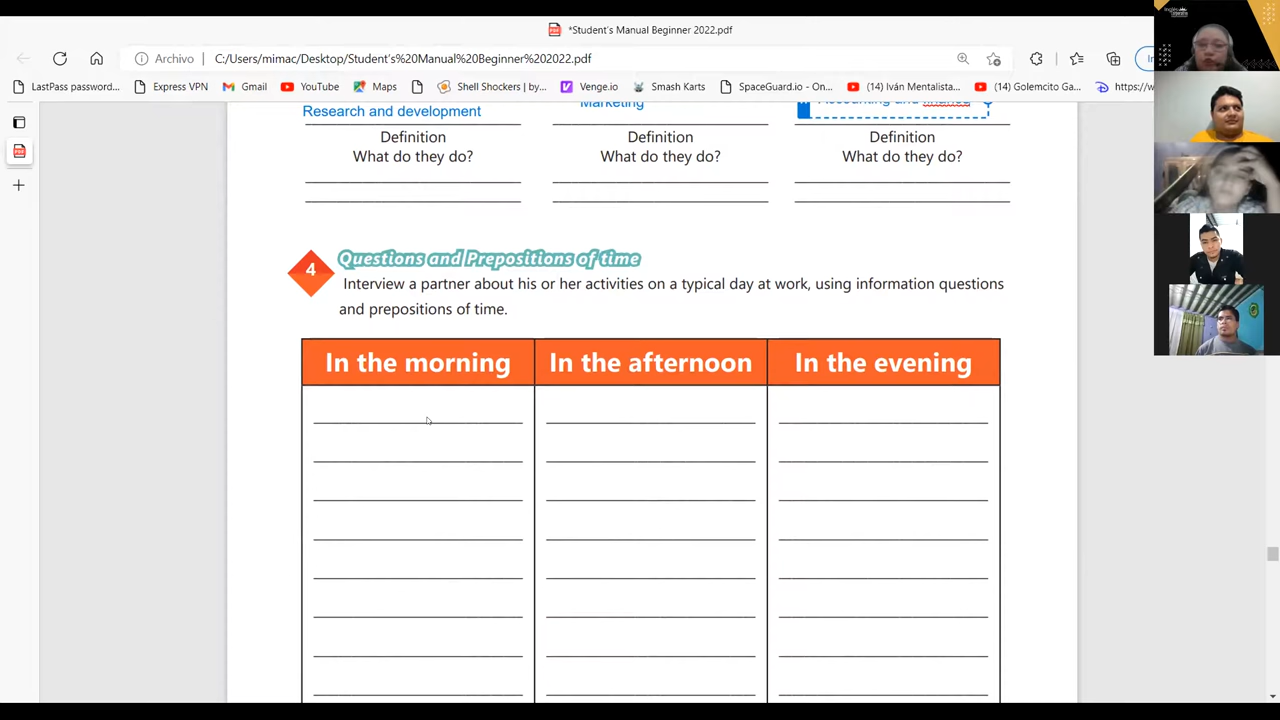 *Student's Manual Beginner 2022.pdf
Archivo C:/Users/mimac/Desktop/Student's%20Manual%20Beginner%202022.pdf
LastPass password... Express VPN Gmail YouTube Maps Shell Shockers | by... Venge.io Smash Karts SpaceGuard.io - On... (14) Iván Mentalista... (14) Golemcito Ga... https://w
Research and development Marketing Accounting and finance
Definition Definition Definition
What do they do? What do they do? What do they do?
4 Questions and Prepositions of time
Interview a partner about his or her activities on a typical day at work, using information questions
and prepositions of time.
In the morning In the afternoon In the evening